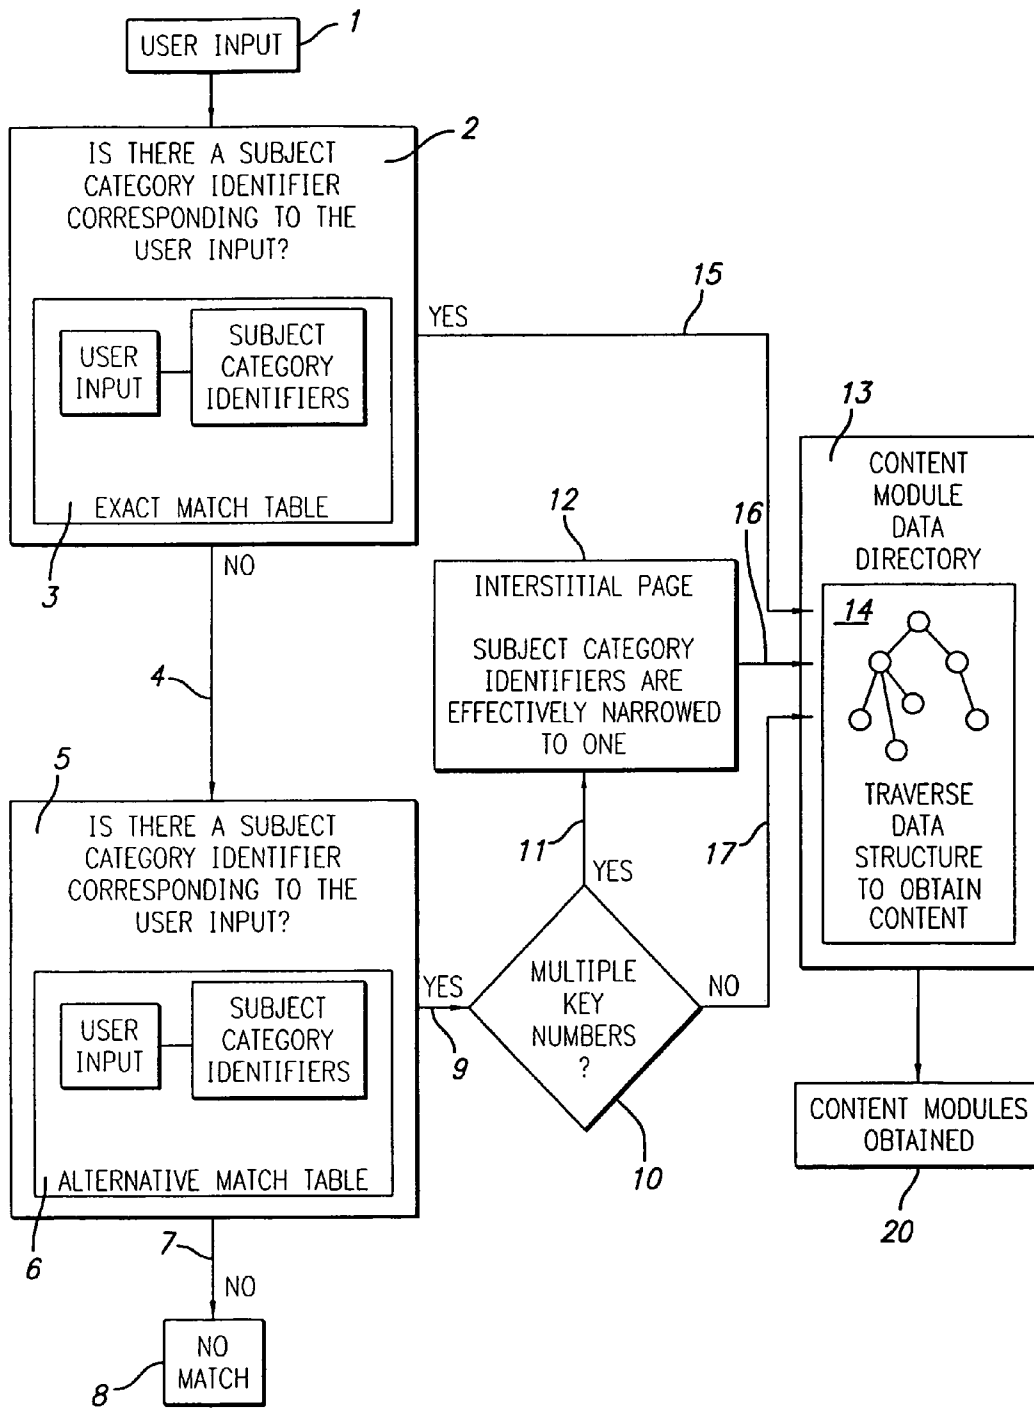 1
USER INPUT
2
IS THERE A SUBJECT
CATEGORY IDENTIFIER
CORRESPONDING TO THE
USER INPUT?
USER
INPUT
SUBJECT
CATEGORY
IDENTIFIERS
EXACT MATCH TABLE
3
YES
15
NO
4
5
IS THERE A SUBJECT
CATEGORY IDENTIFIER
CORRESPONDING TO THE
USER INPUT?
USER
INPUT
SUBJECT
CATEGORY
IDENTIFIERS
ALTERNATIVE MATCH TABLE
6
7
NO
NO
MATCH
8
YES
9
MULTIPLE
KEY
NUMBERS
?
10
YES
11
12
INTERSTITIAL PAGE
SUBJECT CATEGORY
IDENTIFIERS ARE
EFFECTIVELY NARROWED
TO ONE
16
NO
17
13
CONTENT
MODULE
DATA
DIRECTORY
14
TRAVERSE
DATA
STRUCTURE
TO OBTAIN
CONTENT
CONTENT MODULES
OBTAINED
20